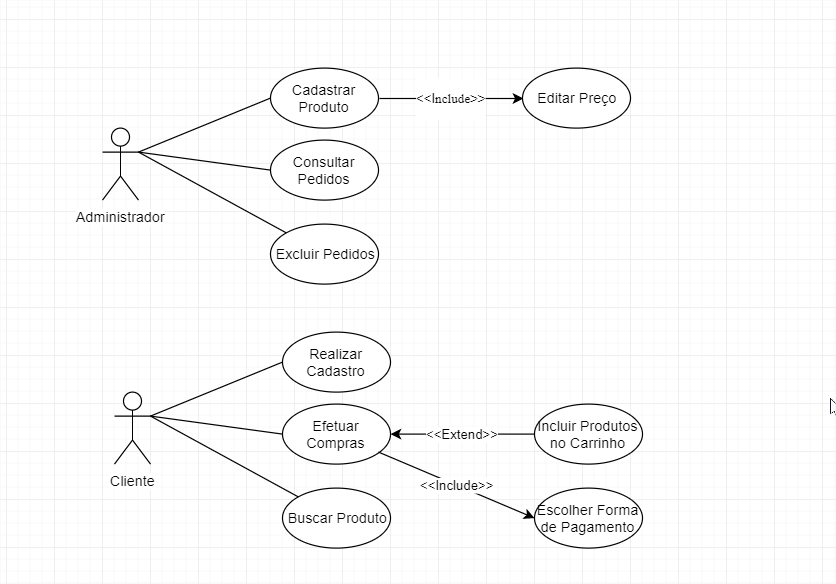 Cadastrar
Produto
<<Include>>
Editar Preço
Consultar
Pedidos
Administrador
Excluir Pedidos
Realizar
Cadastro
Efetuar
Compras
<<Extend>>
Incluir Produtos
no Carrinho
Cliente
<<Include>>
Buscar Produto
Escolher Forma
de Pagamento